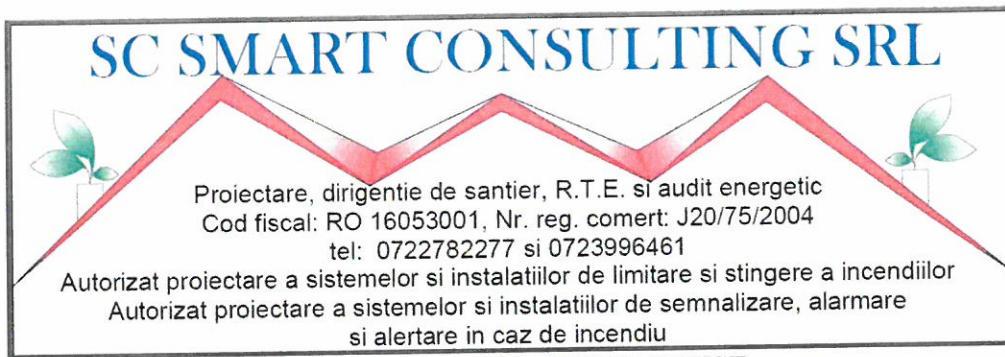 SC SMART CONSULTING SRL
Proiectare, dirigentie de santier, R.T.E. si audit energetic
Cod fiscal: RO 16053001, Nr. reg. comert: J20/75/2004
tel: 0722782277 si 0723996461
Autorizat proiectare a sistemelor si instalatiilor de limitare si stingere a incendiilor
Autorizat proiectare a sistemelor si instalatiilor de semnalizare, alarmare
si alertare in caz de incendiu